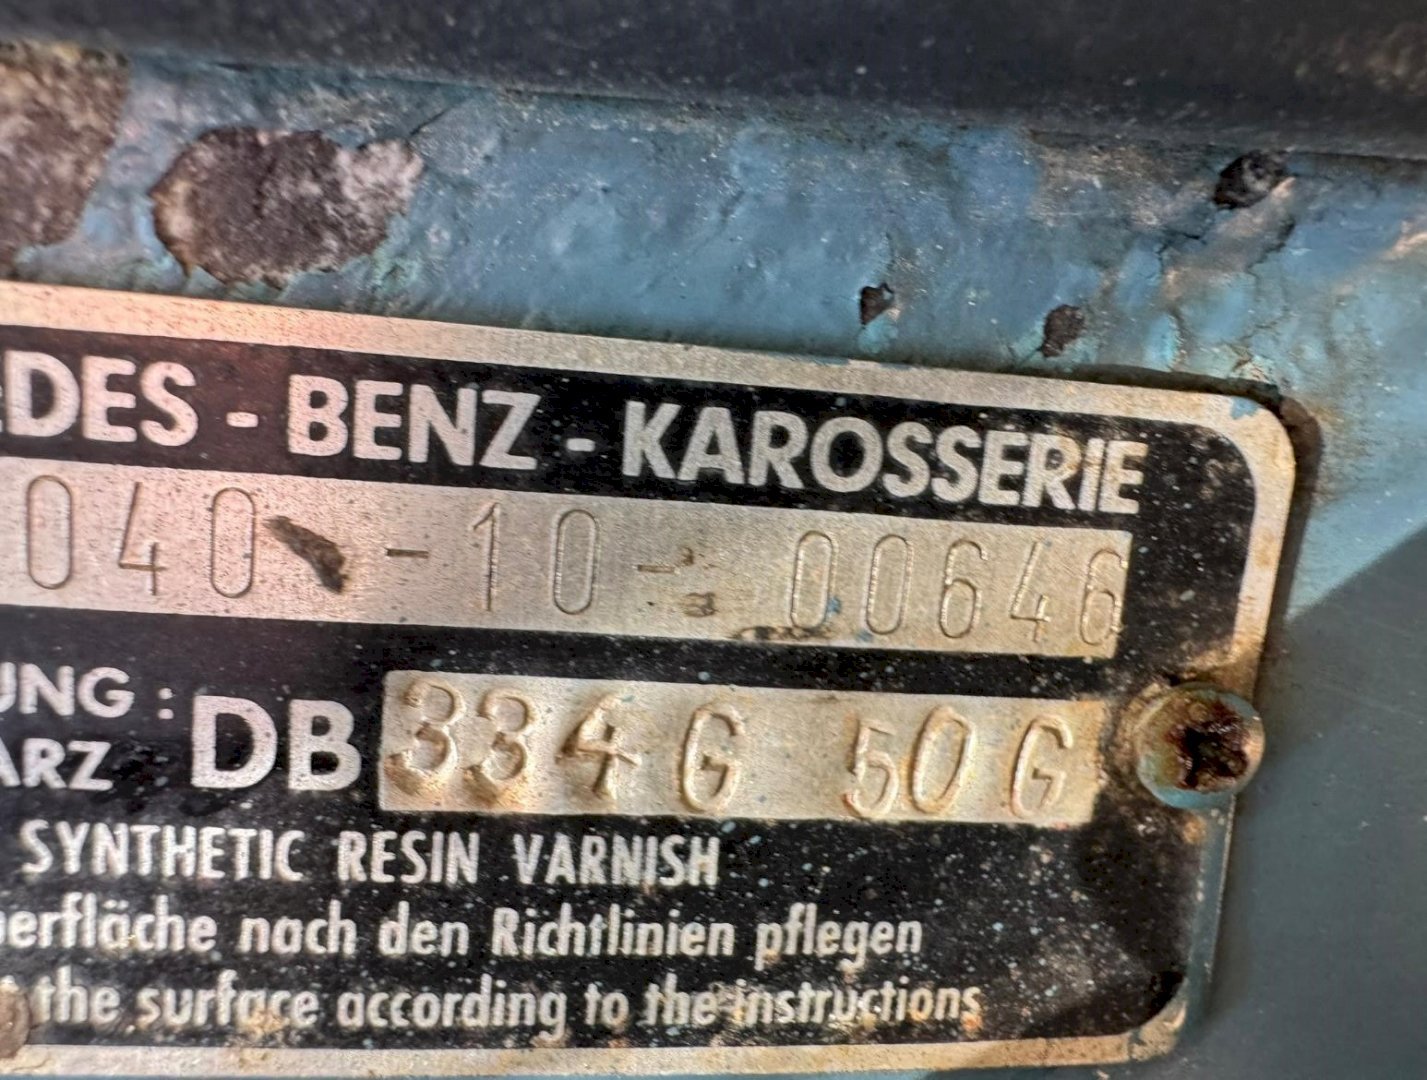 EDES - BENZ - KAROSSERIE
040 -10- 00646
UNG : DB 334 G 50 G
ARZ
SYNTHETIC RESIN VARNISH
erfläche nach den Richtlinien pflegen
the surface according to the instructions